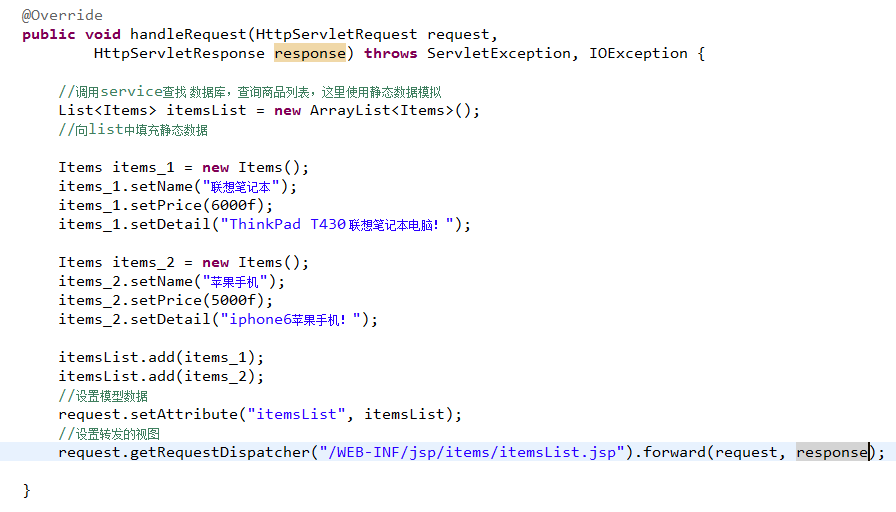 @Override
public void handleRequest(HttpServletRequest request,
HttpServletResponse response) throws ServletException, IOException {
//调用service查找 数据库，查询商品列表，这里使用静态数据模拟
List<Items> itemsList = new ArrayList<Items>();
//向list中填充静态数据
Items items_1 = new Items();
items_1.setName("联想笔记本");
items_1.setPrice(6000f);
items_1.setDetail("ThinkPad T430 联想笔记本电脑！");
Items items_2 = new Items();
items_2.setName("苹果手机");
items_2.setPrice(5000f);
items_2.setDetail("iphone6苹果手机！");
itemsList.add(items_1);
itemsList.add(items_2);
//设置模型数据
request.setAttribute("itemsList", itemsList);
//设置转发的视图
request.getRequestDispatcher("/WEB-INF/jsp/items/itemsList.jsp").forward(request, response);
}